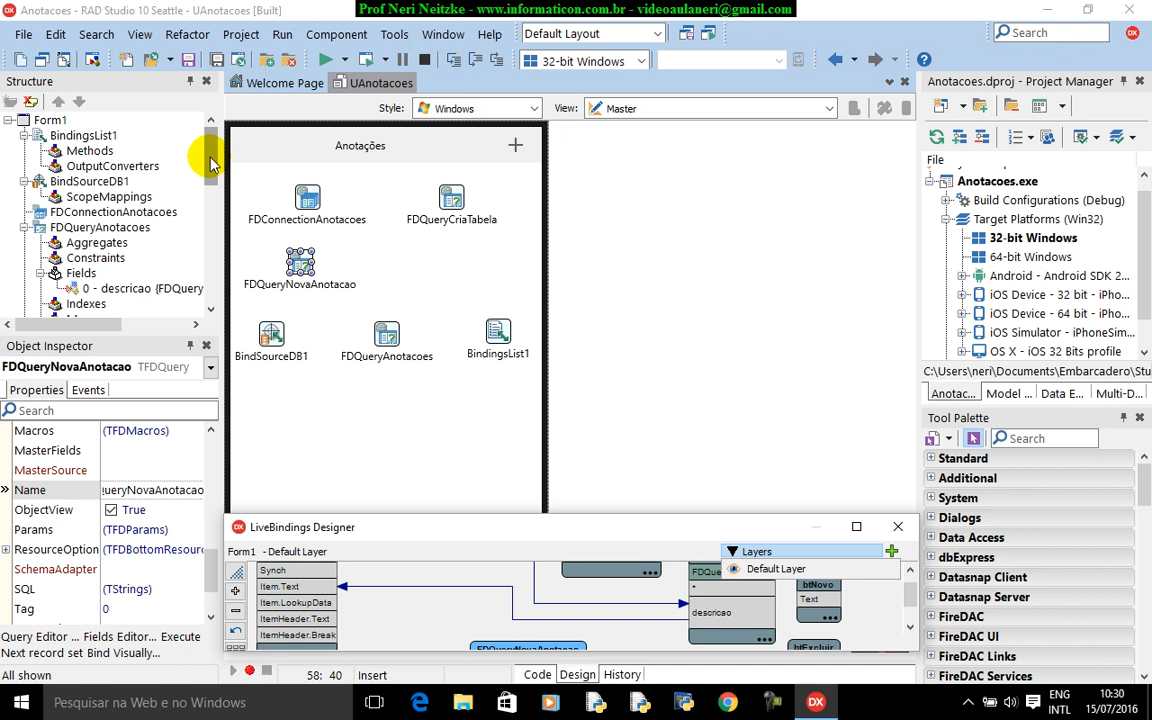 Anotacoes - RAD Studio 10 Seattle - UAnotacoes [Built]
Prof Neri Neitzke - www.informaticon.com.br - videoaulaneri@gmail.com
File Edit Search View Refactor Project Run Component Tools Window Help
Default Layout
Search
32-bit Windows
Structure
Welcome Page
UAnotacoes
Anotacoes.dproj - Project Manager
Style:
Windows
View:
Master
Form1
BindingsList1
Methods
OutputConverters
BindSourceDB1
ScopeMappings
FDConnectionAnotacoes
FDQueryAnotacoes
Aggregates
Constraints
Fields
0 - descricao {FDQuery
Indexes
Anotações
FDConnectionAnotacoes
FDQueryCriaTabela
FDQueryNovaAnotacao
BindSourceDB1
FDQueryAnotacoes
BindingsList1
File
Anotacoes.exe
Build Configurations (Debug)
Target Platforms (Win32)
32-bit Windows
64-bit Windows
Android - Android SDK 2...
iOS Device - 32 bit - iPho...
iOS Device - 64 bit - iPho...
iOS Simulator - iPhoneSim...
OS X - iOS 32 Bits profile
C:\Users\neri\Documents\Embarcadero\Stu
Anotac... Model ... Data E... Multi-D...
Object Inspector
FDQueryNovaAnotacao TFDQuery
Properties Events
Search
Macros (TFDMacros)
MasterFields
MasterSource
Name ueryNovaAnotacao
ObjectView True
Params (TFDParams)
ResourceOption (TFDBottomResourc
SchemaAdapter
SQL (TStrings)
Tag 0
Query Editor ... Fields Editor... Execute
Next record set Bind Visually...
All shown
LiveBindings Designer
Form1 - Default Layer
Layers
Default Layer
Synch
Item.Text
Item.LookupData
ItemHeader.Text
ItemHeader.Break
FDQue
*
descricao
btNovo
Text
btExcluir
FDQueryNovaAnotacao
58: 40
Insert
Code Design History
Tool Palette
Search
Standard
Additional
System
Dialogs
Data Access
dbExpress
Datasnap Client
Datasnap Server
FireDAC
FireDAC UI
FireDAC Links
FireDAC Services
Pesquisar na Web e no Windows
ENG
INTL
10:30
15/07/2016